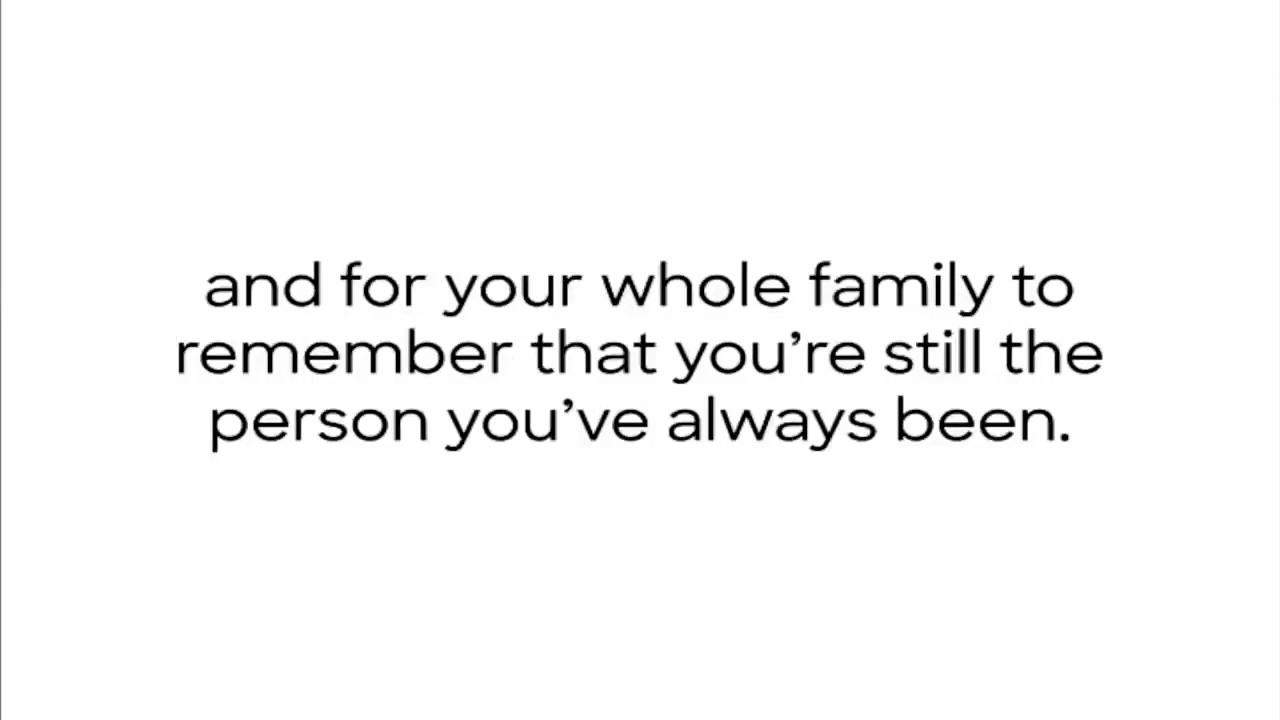 and for your whole family to
remember that you’re still the
person you’ve always been.